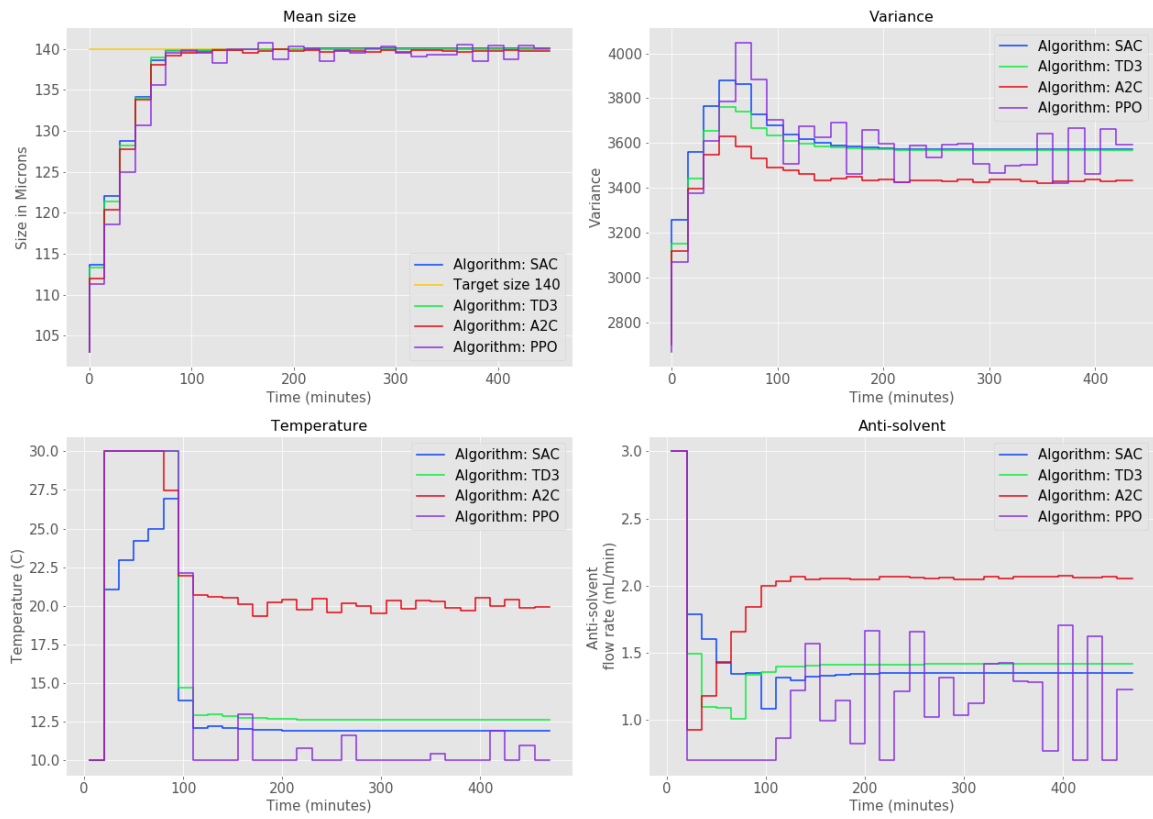 Mean size
Size in Microns
140
135
130
125
120
115
110
105
Algorithm: SAC
Target size 140
Algorithm: TD3
Algorithm: A2C
Algorithm: PPO
0
100
200
300
400
Time (minutes)
Variance
Variance
4000
3800
3600
3400
3200
3000
2800
Algorithm: SAC
Algorithm: TD3
Algorithm: A2C
Algorithm: PPO
0
100
200
300
400
Time (minutes)
Temperature
Temperature (C)
30.0
27.5
25.0
22.5
20.0
17.5
15.0
12.5
10.0
Algorithm: SAC
Algorithm: TD3
Algorithm: A2C
Algorithm: PPO
0
100
200
300
400
Time (minutes)
Anti-solvent
Anti-solvent
flow rate (mL/min)
3.0
2.5
2.0
1.5
1.0
Algorithm: SAC
Algorithm: TD3
Algorithm: A2C
Algorithm: PPO
0
100
200
300
400
Time (minutes)